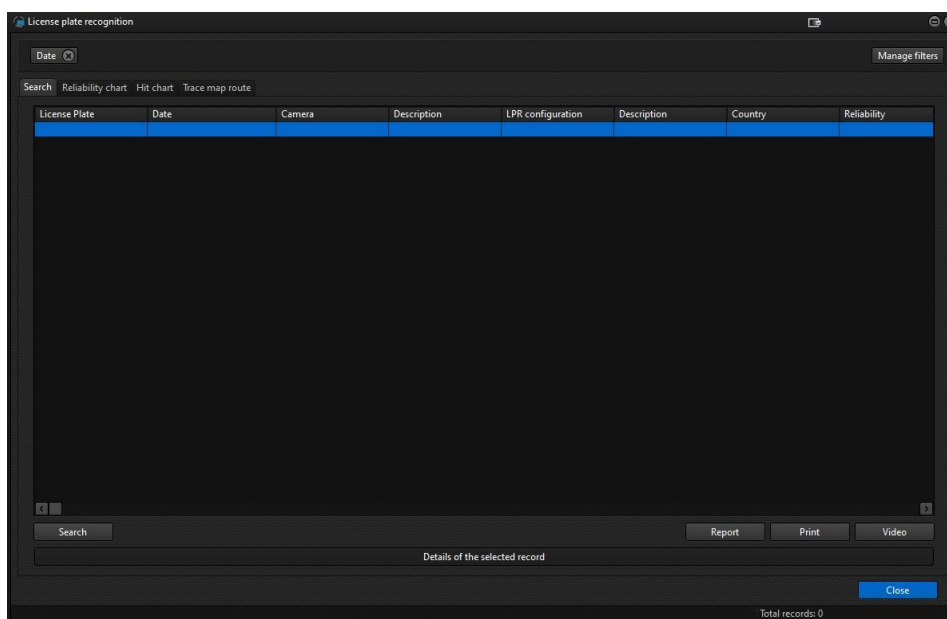 License plate recognition
Date
Manage filters
Search Reliability chart Hit chart Trace map route
License Plate Date Camera Description LPR configuration Description Country Reliability
Search Report Print Video
Details of the selected record
Close
Total records: 0